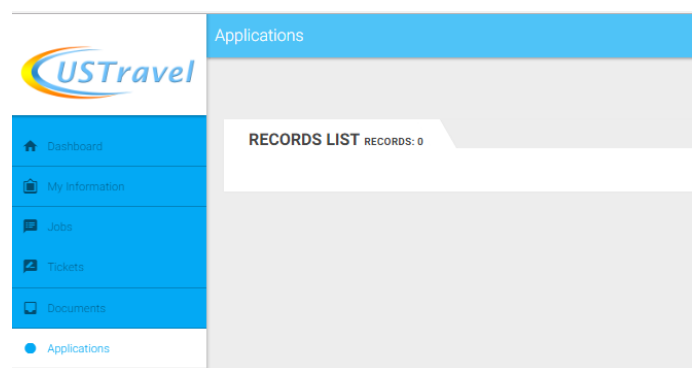 Applications
USTravel
RECORDS LIST RECORDS: 0
Dashboard
My Information
Jobs
Tickets
Documents
Applications